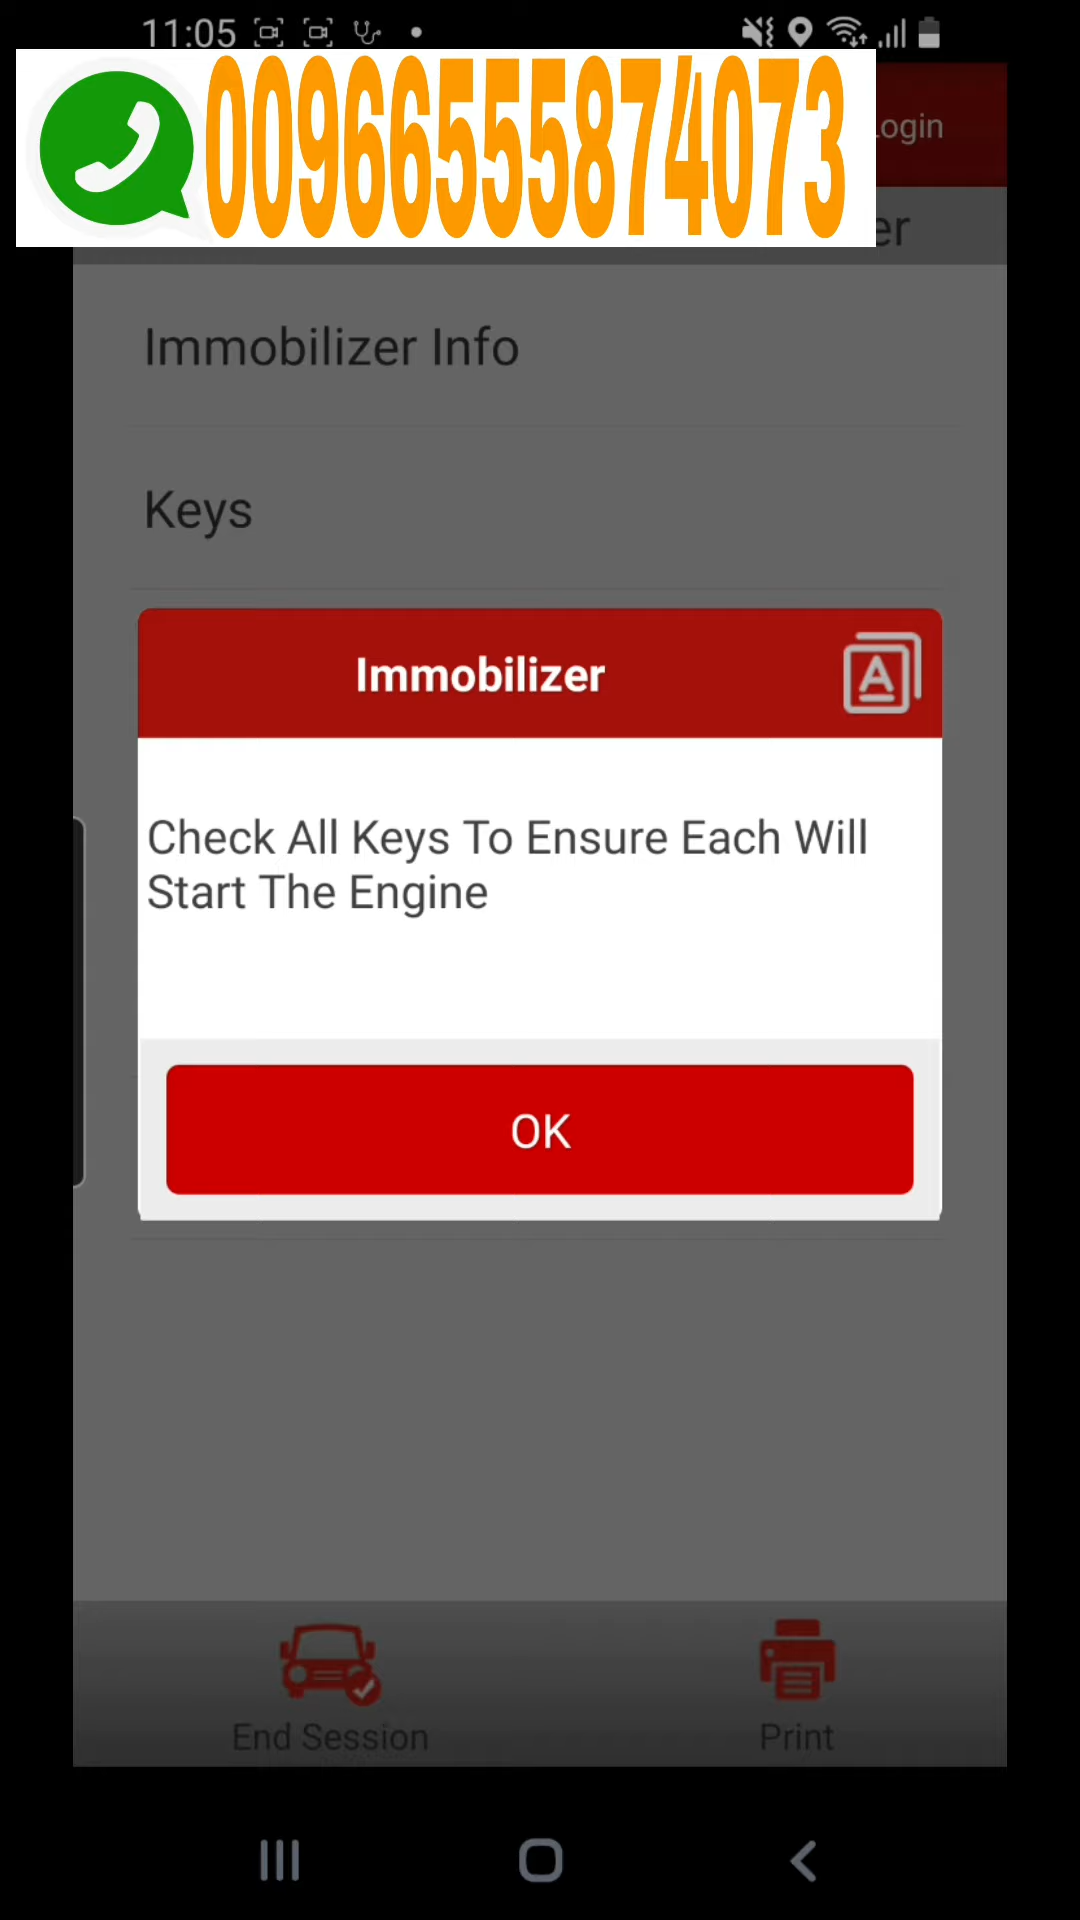 11:05
00966555874073
Login
er
Immobilizer Info
Keys
Immobilizer
A
Check All Keys To Ensure Each Will
Start The Engine
OK
End Session
Print